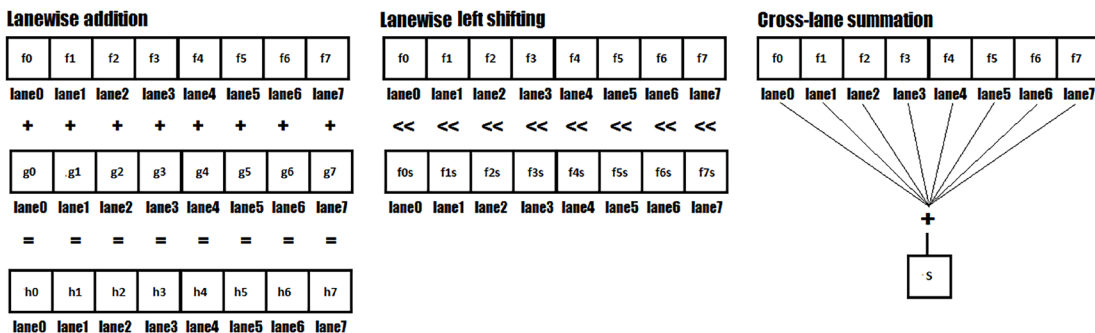 Lanewise addition
f0 f1 f2 f3 f4 f5 f6 f7
lane0 lane1 lane2 lane3 lane4 lane5 lane6 lane7
+ + + + + + + +
g0 g1 g2 g3 g4 g5 g6 g7
lane0 lane1 lane2 lane3 lane4 lane5 lane6 lane7
= = = = = = = =
h0 h1 h2 h3 h4 h5 h6 h7
lane0 lane1 lane2 lane3 lane4 lane5 lane6 lane7
Lanewise left shifting
f0 f1 f2 f3 f4 f5 f6 f7
lane0 lane1 lane2 lane3 lane4 lane5 lane6 lane7
<< << << << << << << <<
f0s f1s f2s f3s f4s f5s f6s f7s
lane0 lane1 lane2 lane3 lane4 lane5 lane6 lane7
Cross-lane summation
f0 f1 f2 f3 f4 f5 f6 f7
lane0 lane1 lane2 lane3 lane4 lane5 lane6 lane7
+
S